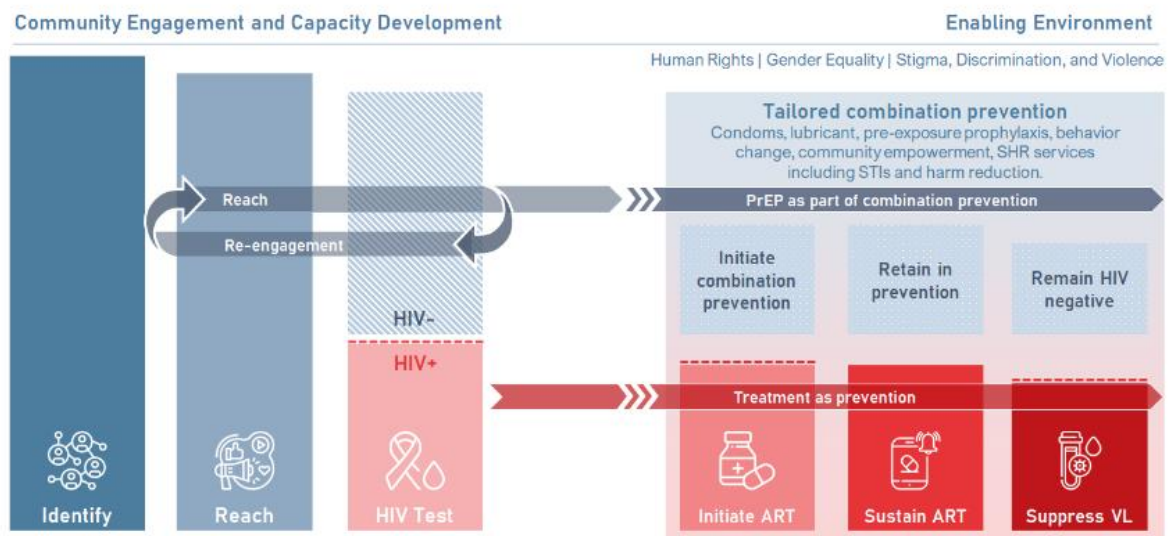 Community Engagement and Capacity Development
Enabling Environment
Human Rights | Gender Equality | Stigma, Discrimination, and Violence
Tailored combination prevention
Condoms, lubricant, pre-exposure prophylaxis, behavior
change, community empowerment, SHR services
including STIs and harm reduction.
Reach
PrEP as part of combination prevention
Re-engagement
Initiate
combination
prevention
Retain in
prevention
Remain HIV
negative
HIV-
HIV+
Treatment as prevention
Identify
Reach
HIV Test
Initiate ART
Sustain ART
Suppress VL